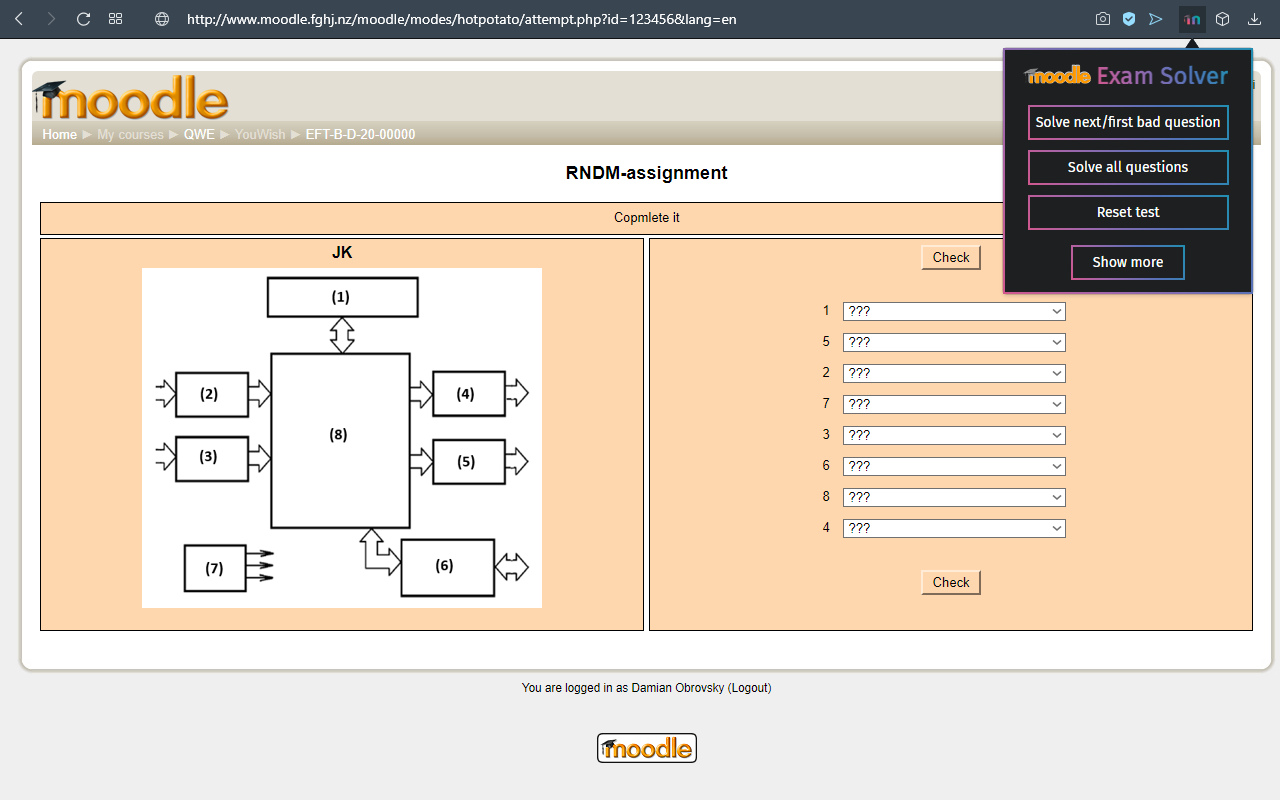 http://www.moodle.fghj.nz/moodle/modes/hotpotato/attempt.php?id=123456&lang=en
moodle Exam Solver
Solve next/first bad question
Solve all questions
Reset test
Show more
moodle
Home ► My courses ► QWE ► YouWish ► EFT-B-D-20-00000
RNDM-assignment
Copmlete it
JK
(1)
(2)
(4)
(8)
(3)
(5)
(7)
(6)
Check
1 ???
5 ???
2 ???
7 ???
3 ???
6 ???
8 ???
4 ???
Check
You are logged in as Damian Obrovsky (Logout)
moodle